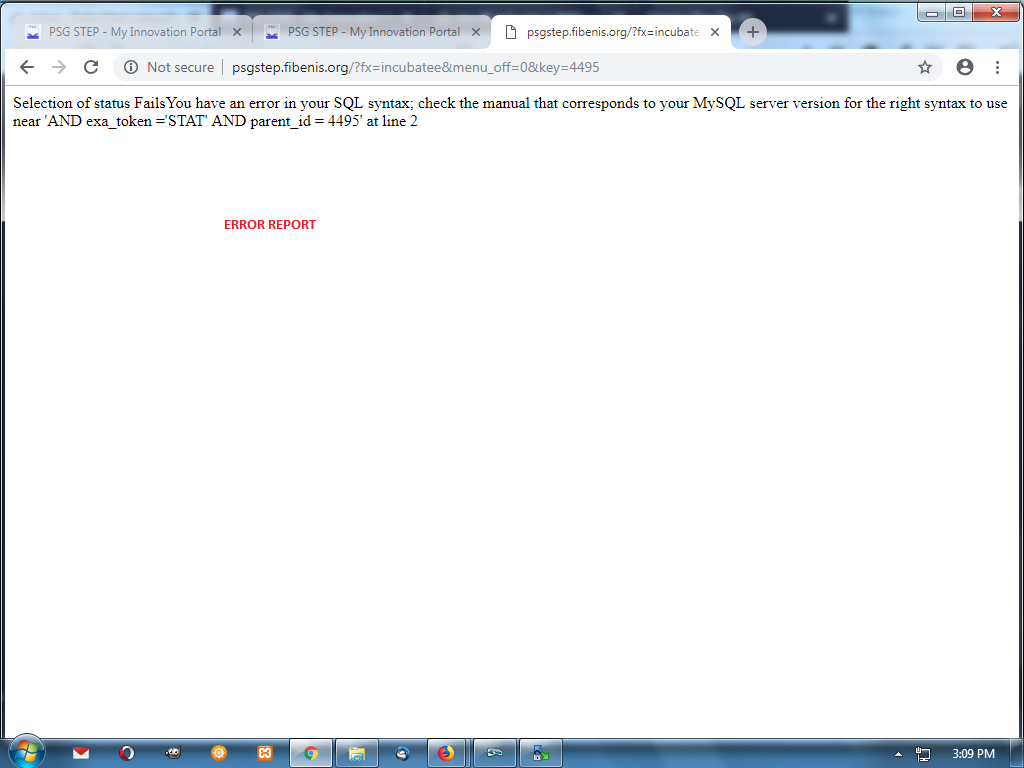 PSG STEP - My Innovation Portal
PSG STEP - My Innovation Portal
psgstep.fibenis.org/?fx=incubate
Not secure
psgstep.fibenis.org/?fx=incubatee&menu_off=0&key=4495
Selection of status FailsYou have an error in your SQL syntax; check the manual that corresponds to your MySQL server version for the right syntax to use
near 'AND exa_token ='STAT' AND parent_id = 4495' at line 2
ERROR REPORT
3:09 PM